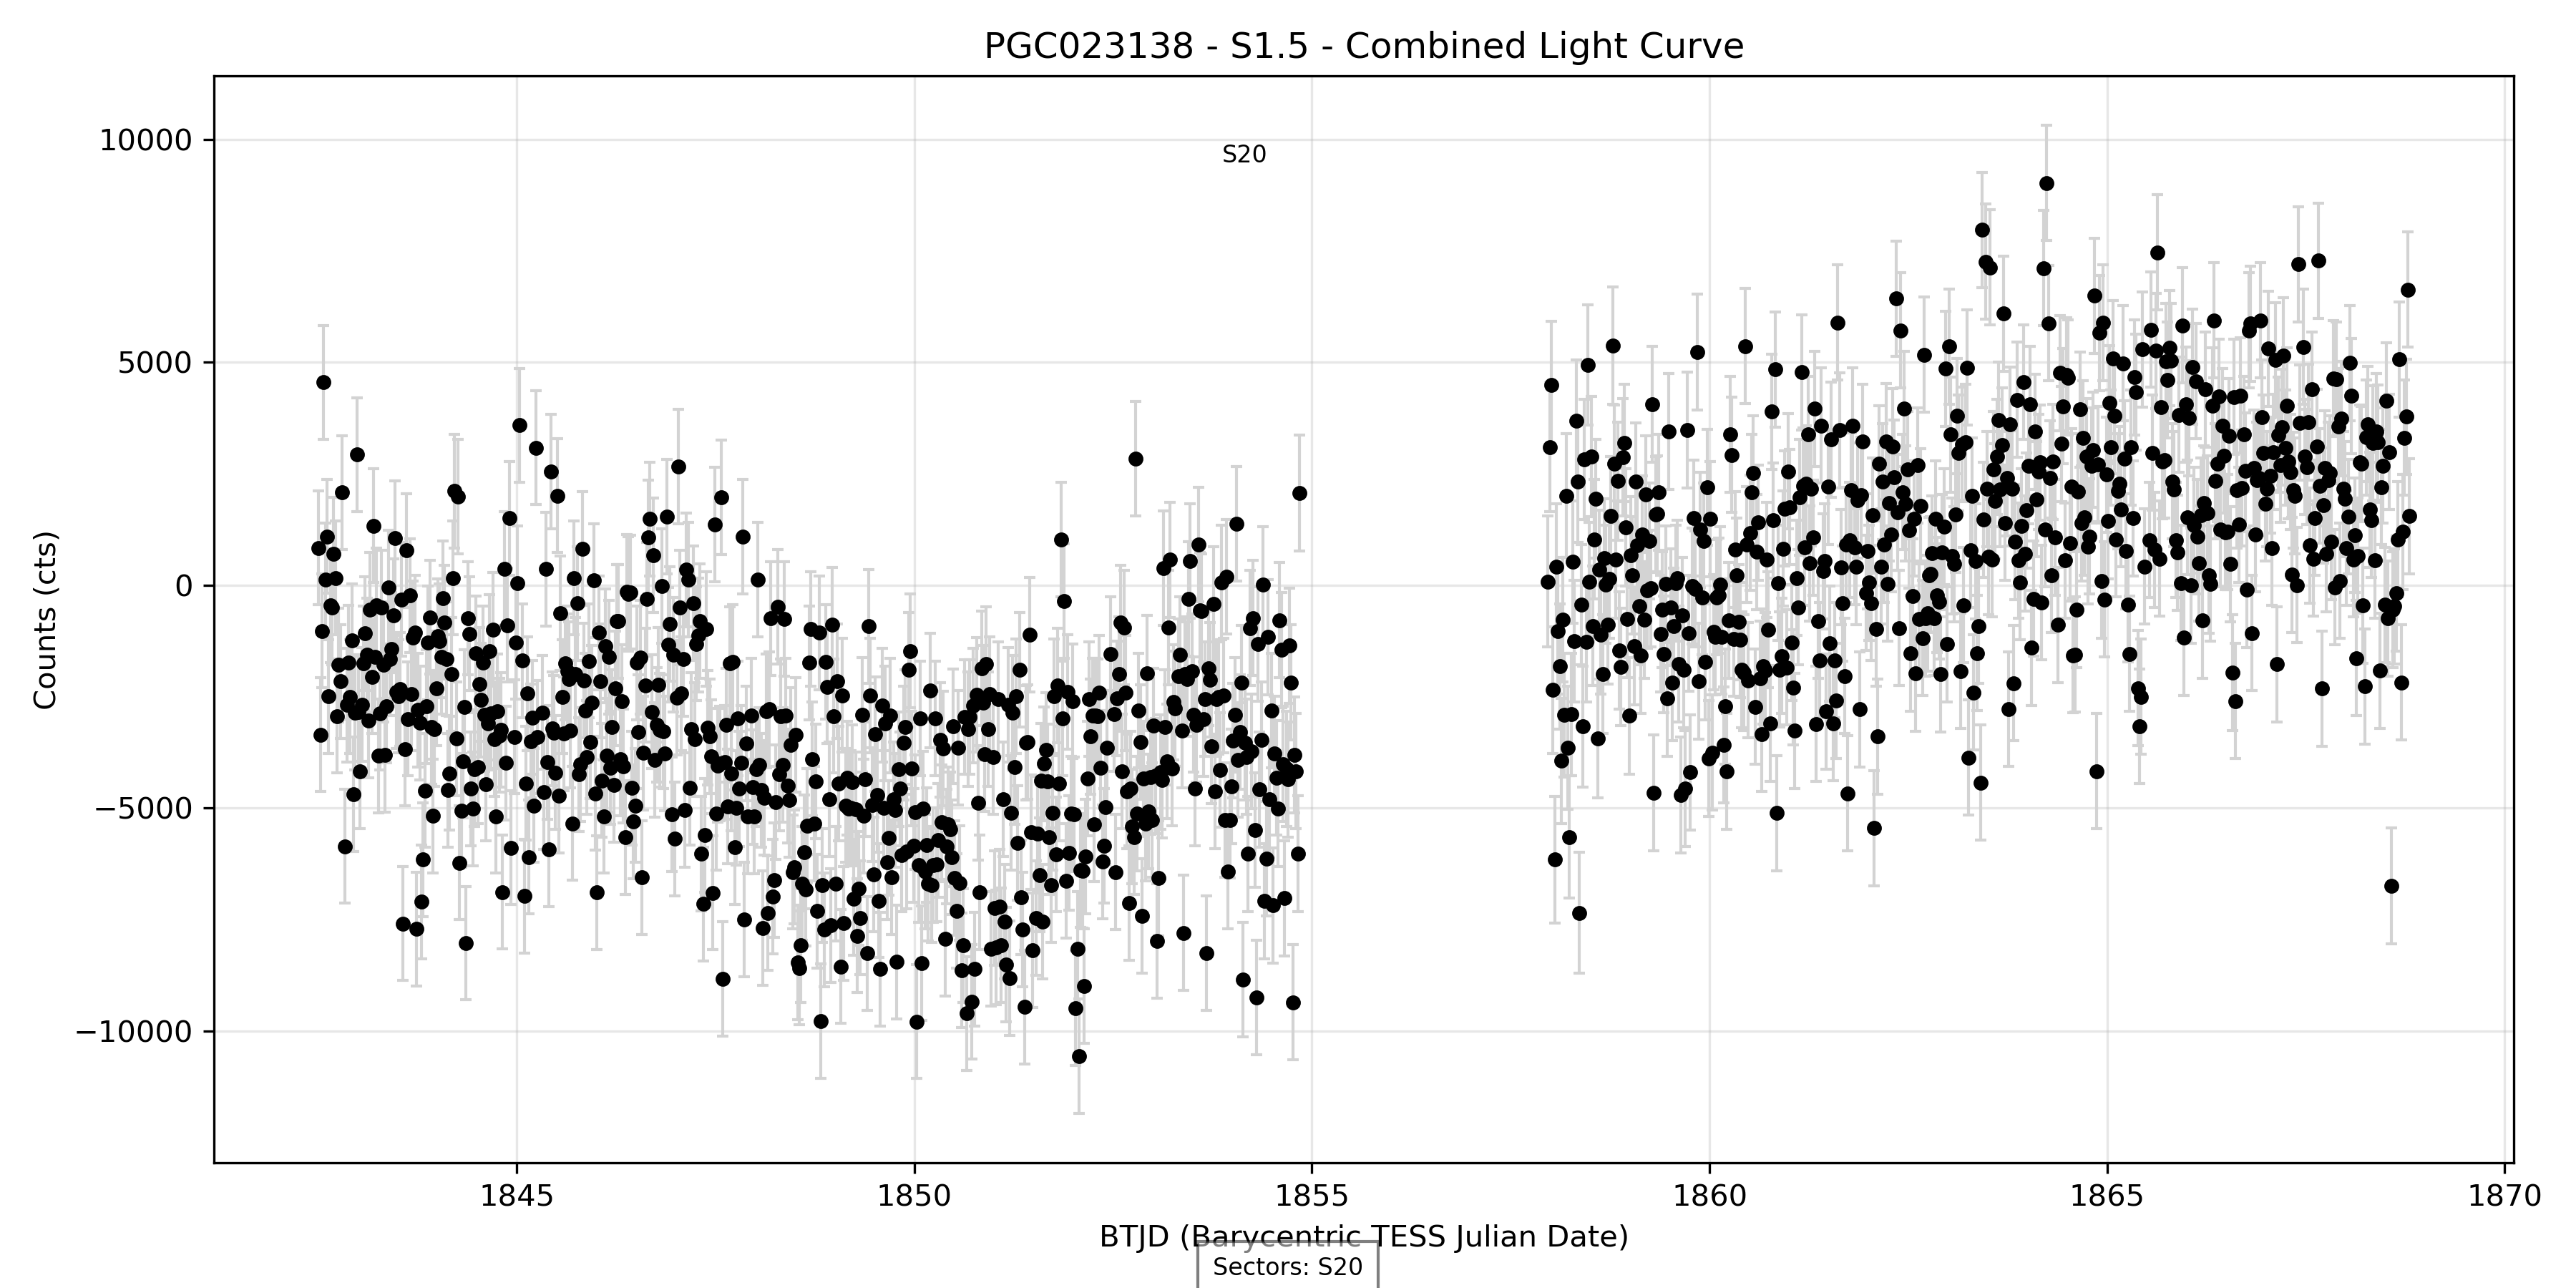 PGC023138 - S1.5 - Combined Light Curve
S20
10000
5000
0
−5000
−10000
Counts (cts)
1845 1850 1855 1860 1865 1870
BTJD (Barycentric TESS Julian Date)
Sectors: S20